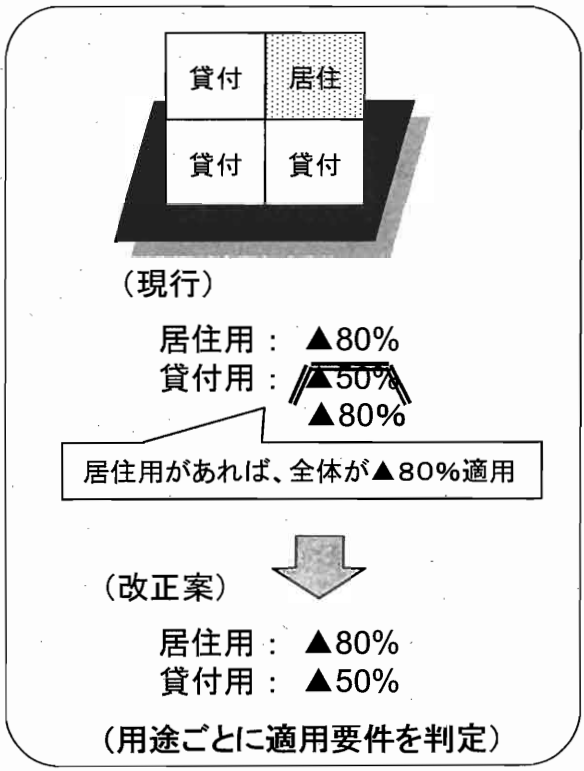 貸付 居住
貸付 貸付
（現行）
居住用： ▲80%
貸付用： ▲50%
▲80%
居住用があれば、全体が▲80%適用
（改正案）
居住用： ▲80%
貸付用： ▲50%
（用途ごとに適用要件を判定）